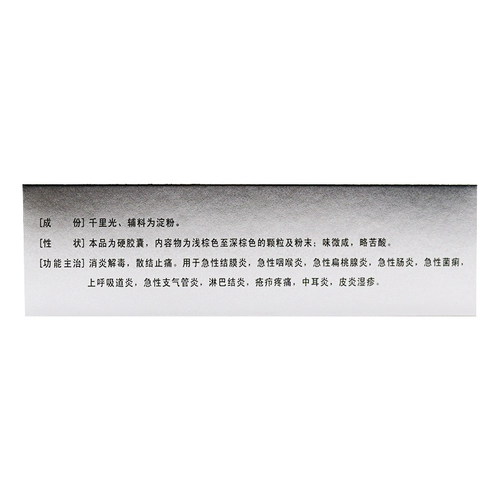 [成　份] 千里光、辅料为淀粉。
[性　状] 本品为硬胶囊，内容物为浅棕色至深棕色的颗粒及粉末；味微咸，略苦酸。
[功能主治] 消炎解毒，散结止痛。用于急性结膜炎，急性咽喉炎，急性扁桃腺炎，急性肠炎，急性菌痢，
上呼吸道炎，急性支气管炎，淋巴结炎，疮疖疼痛，中耳炎，皮炎湿疹。